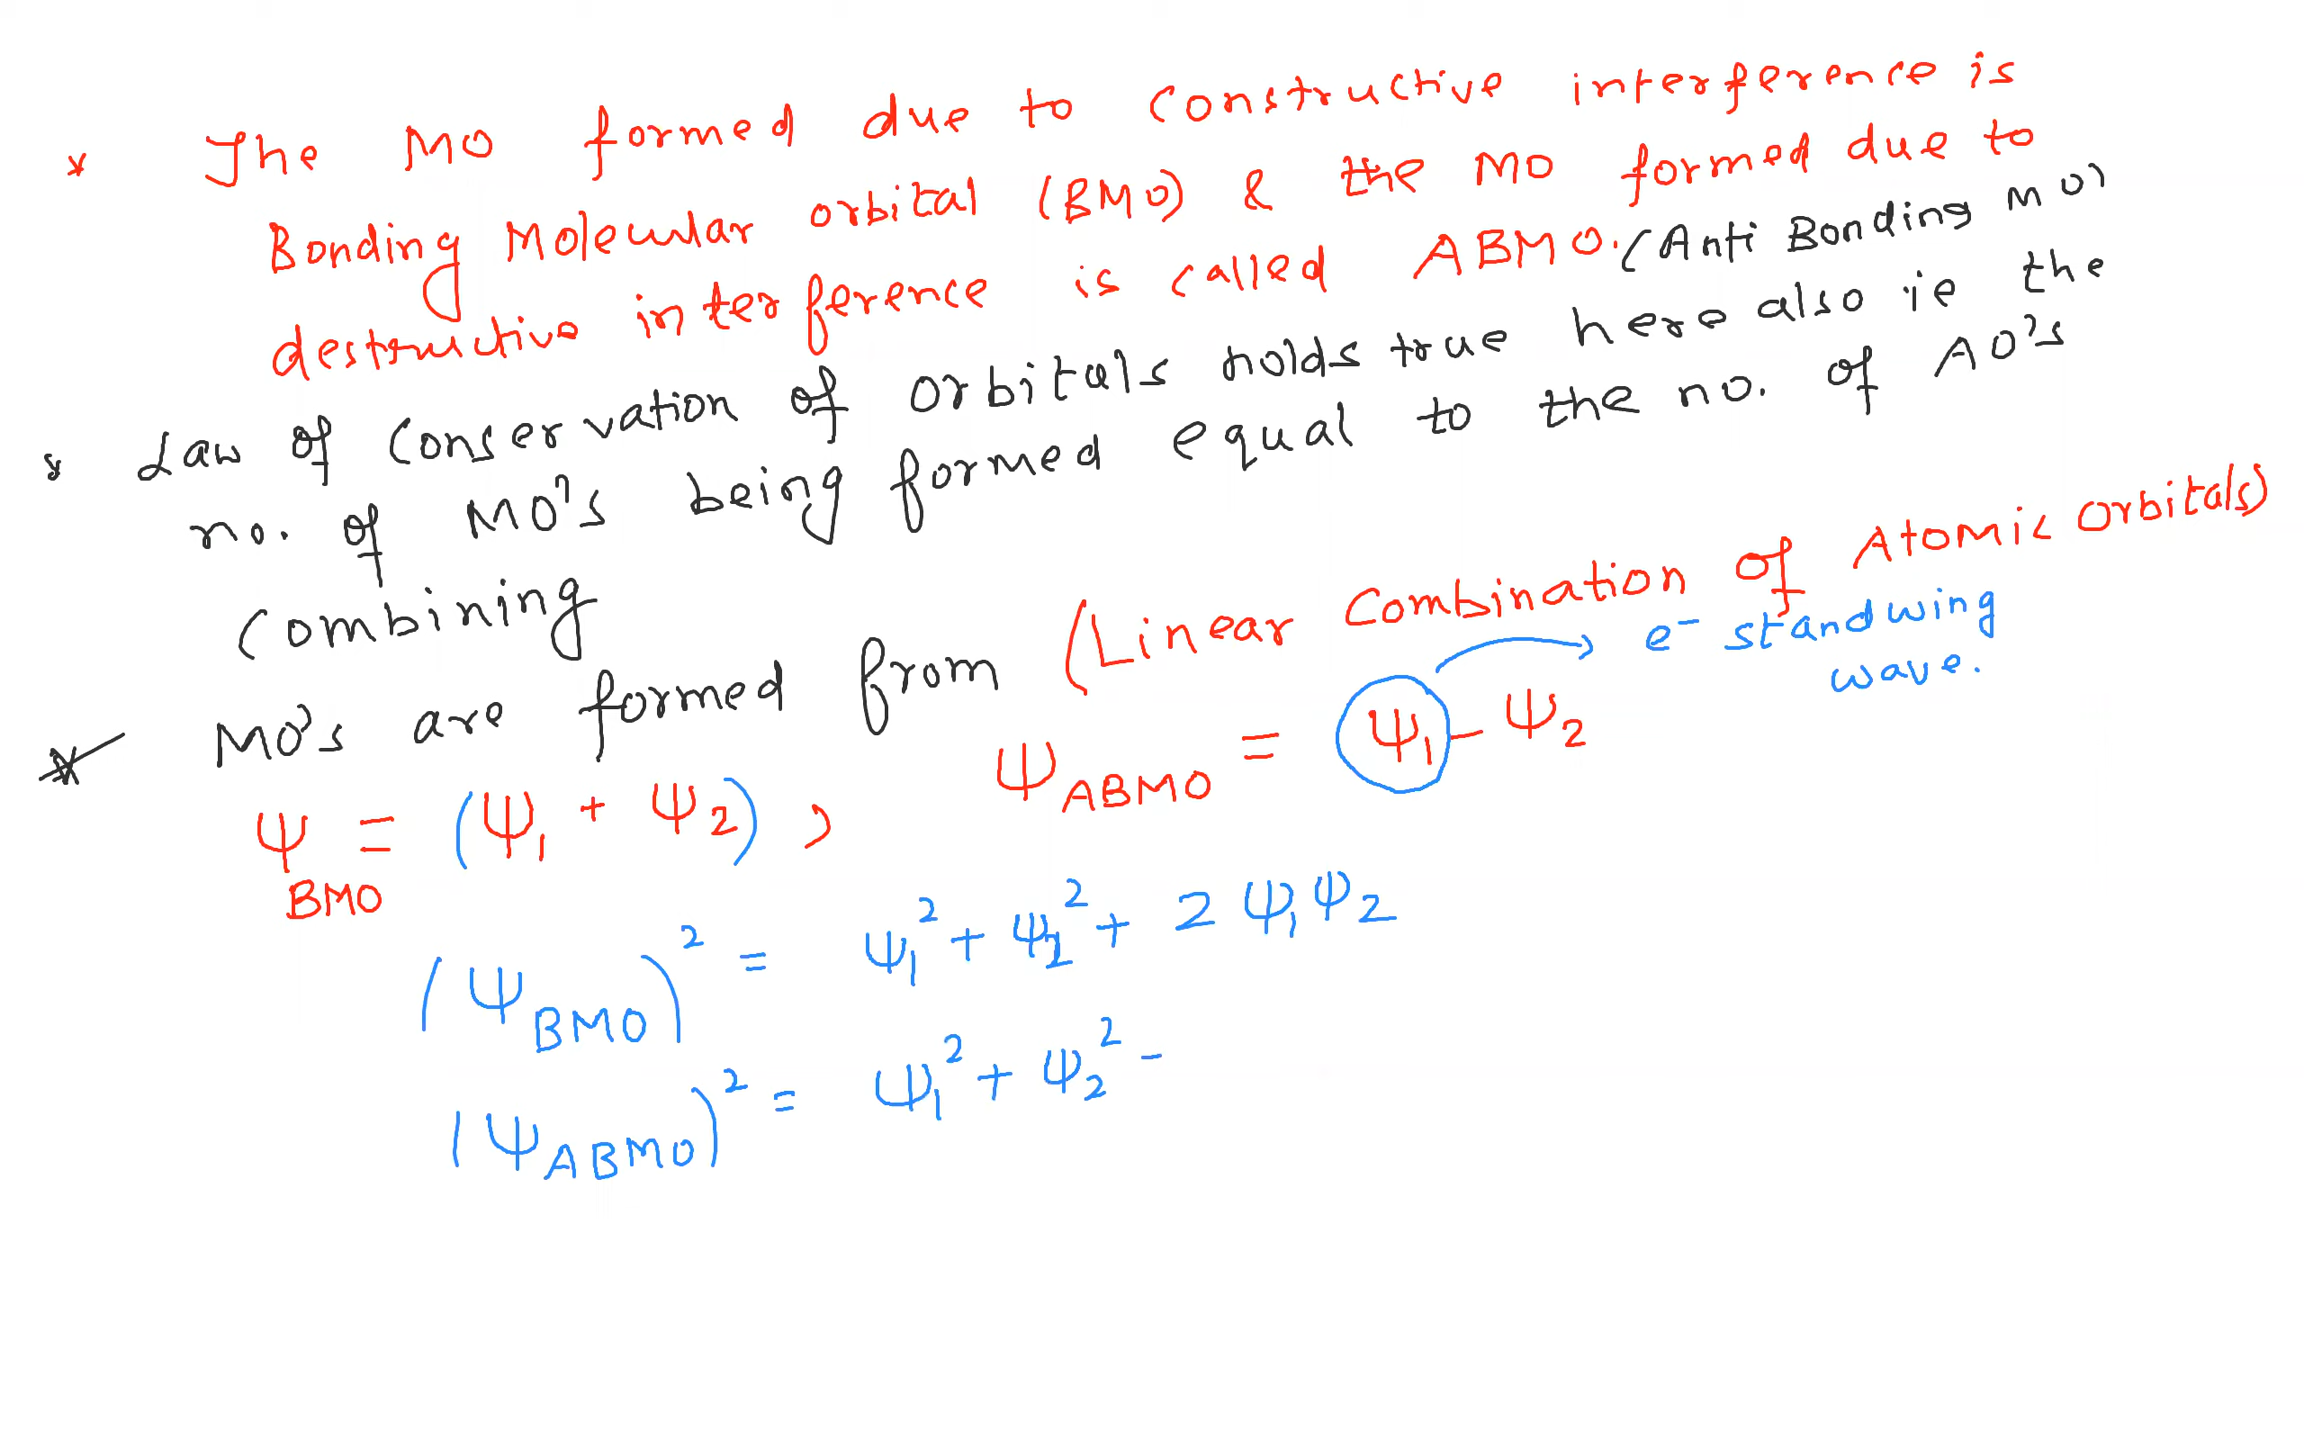 * The MO formed due to constructive interference is
Bonding Molecular orbital (BMO) & the MO formed due to
destructive interference is called ABMO. (Anti Bonding MO)
* Law of conservation of orbitals holds true here also ie the
no. of MO's being formed equal to the no. of AO's
combining
* MO's are formed from (Linear Combination of Atomic Orbitals)
e⁻ standwing
wave.
Ψ_BMO = (Ψ₁ + Ψ₂), Ψ_ABMO = Ψ₁ - Ψ₂
(Ψ_BMO)² = Ψ₁² + Ψ₂² + 2Ψ₁Ψ₂
(Ψ_ABMO)² = Ψ₁² + Ψ₂² -